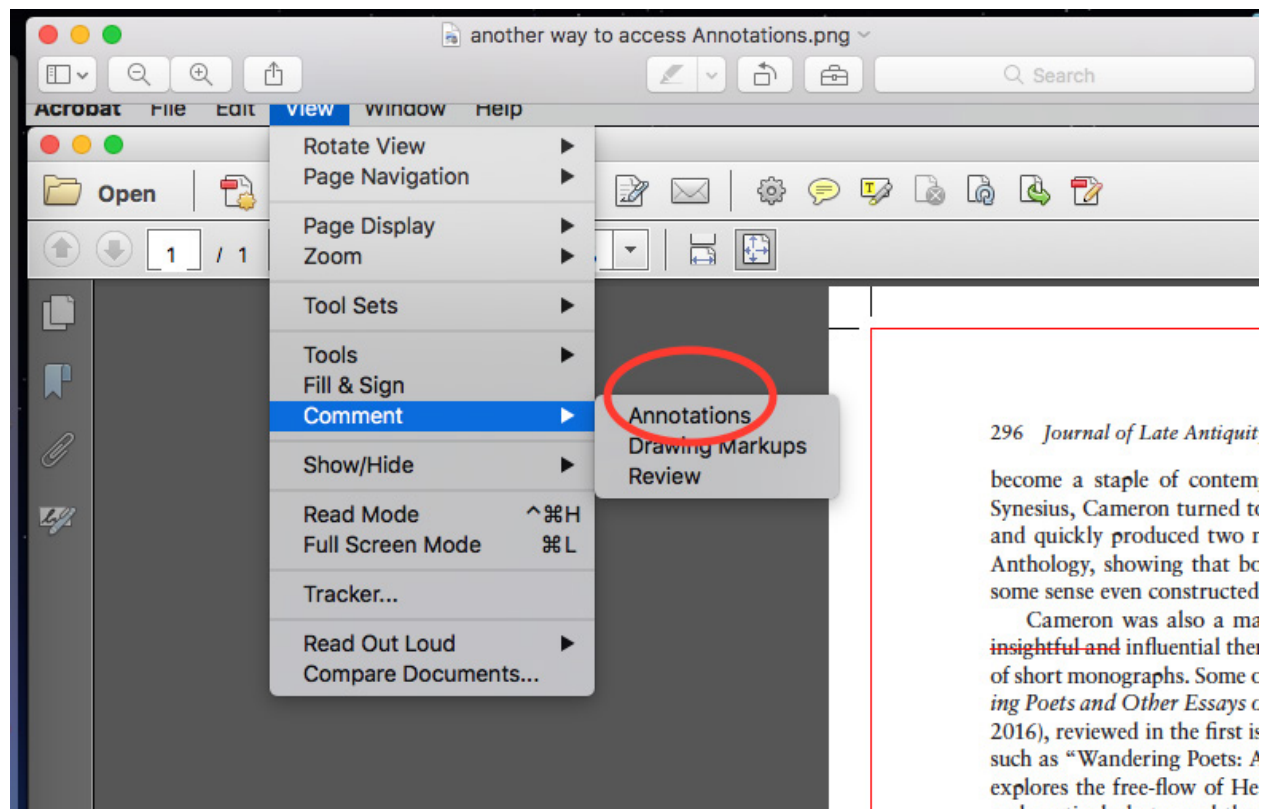 another way to access Annotations.png
Search
Acrobat File Edit View Window Help
Open
1 / 1
Rotate View
Page Navigation
Page Display
Zoom
Tool Sets
Tools
Fill & Sign
Comment
Annotations
Drawing Markups
Review
Show/Hide
Read Mode ^⌘H
Full Screen Mode ⌘L
Tracker...
Read Out Loud
Compare Documents...
296 Journal of Late Antiquit
become a staple of contem
Synesius, Cameron turned to
and quickly produced two
Anthology, showing that bo
some sense even constructed
Cameron was also a ma
insightful and influential the
of short monographs. Some o
ing Poets and Other Essays o
2016), reviewed in the first is
such as “Wandering Poets: A
explores the free-flow of He